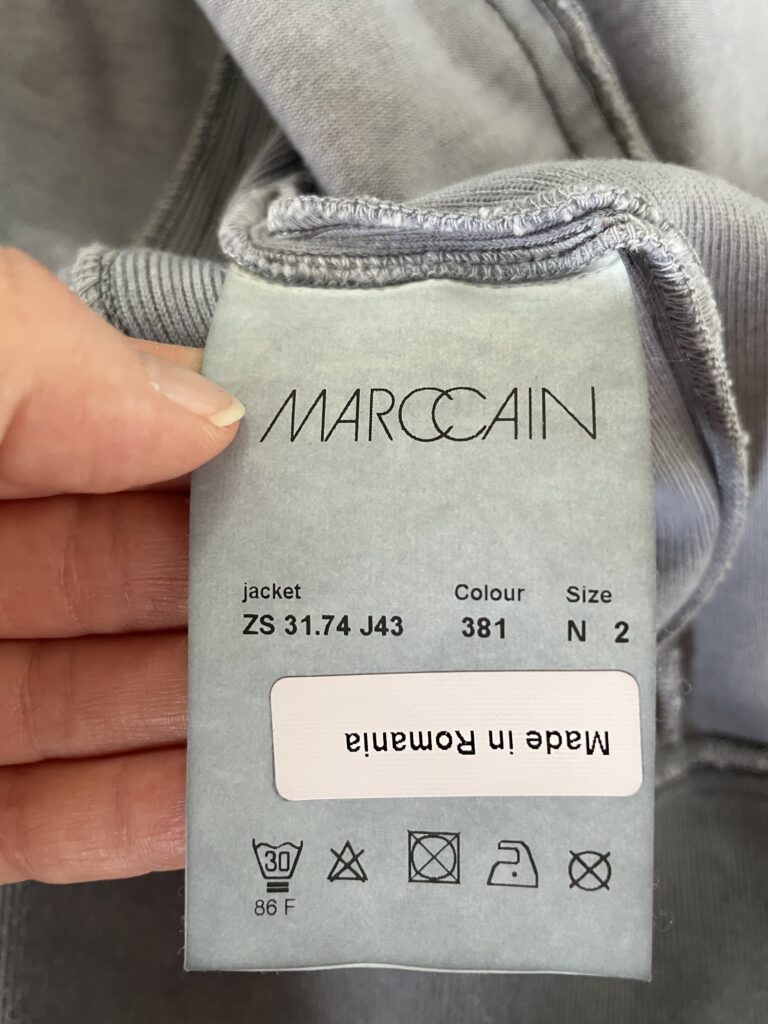 MARCCAIN
jacket Colour Size
ZS 31.74 J43 381 N 2
Made in Romania
30
86 F